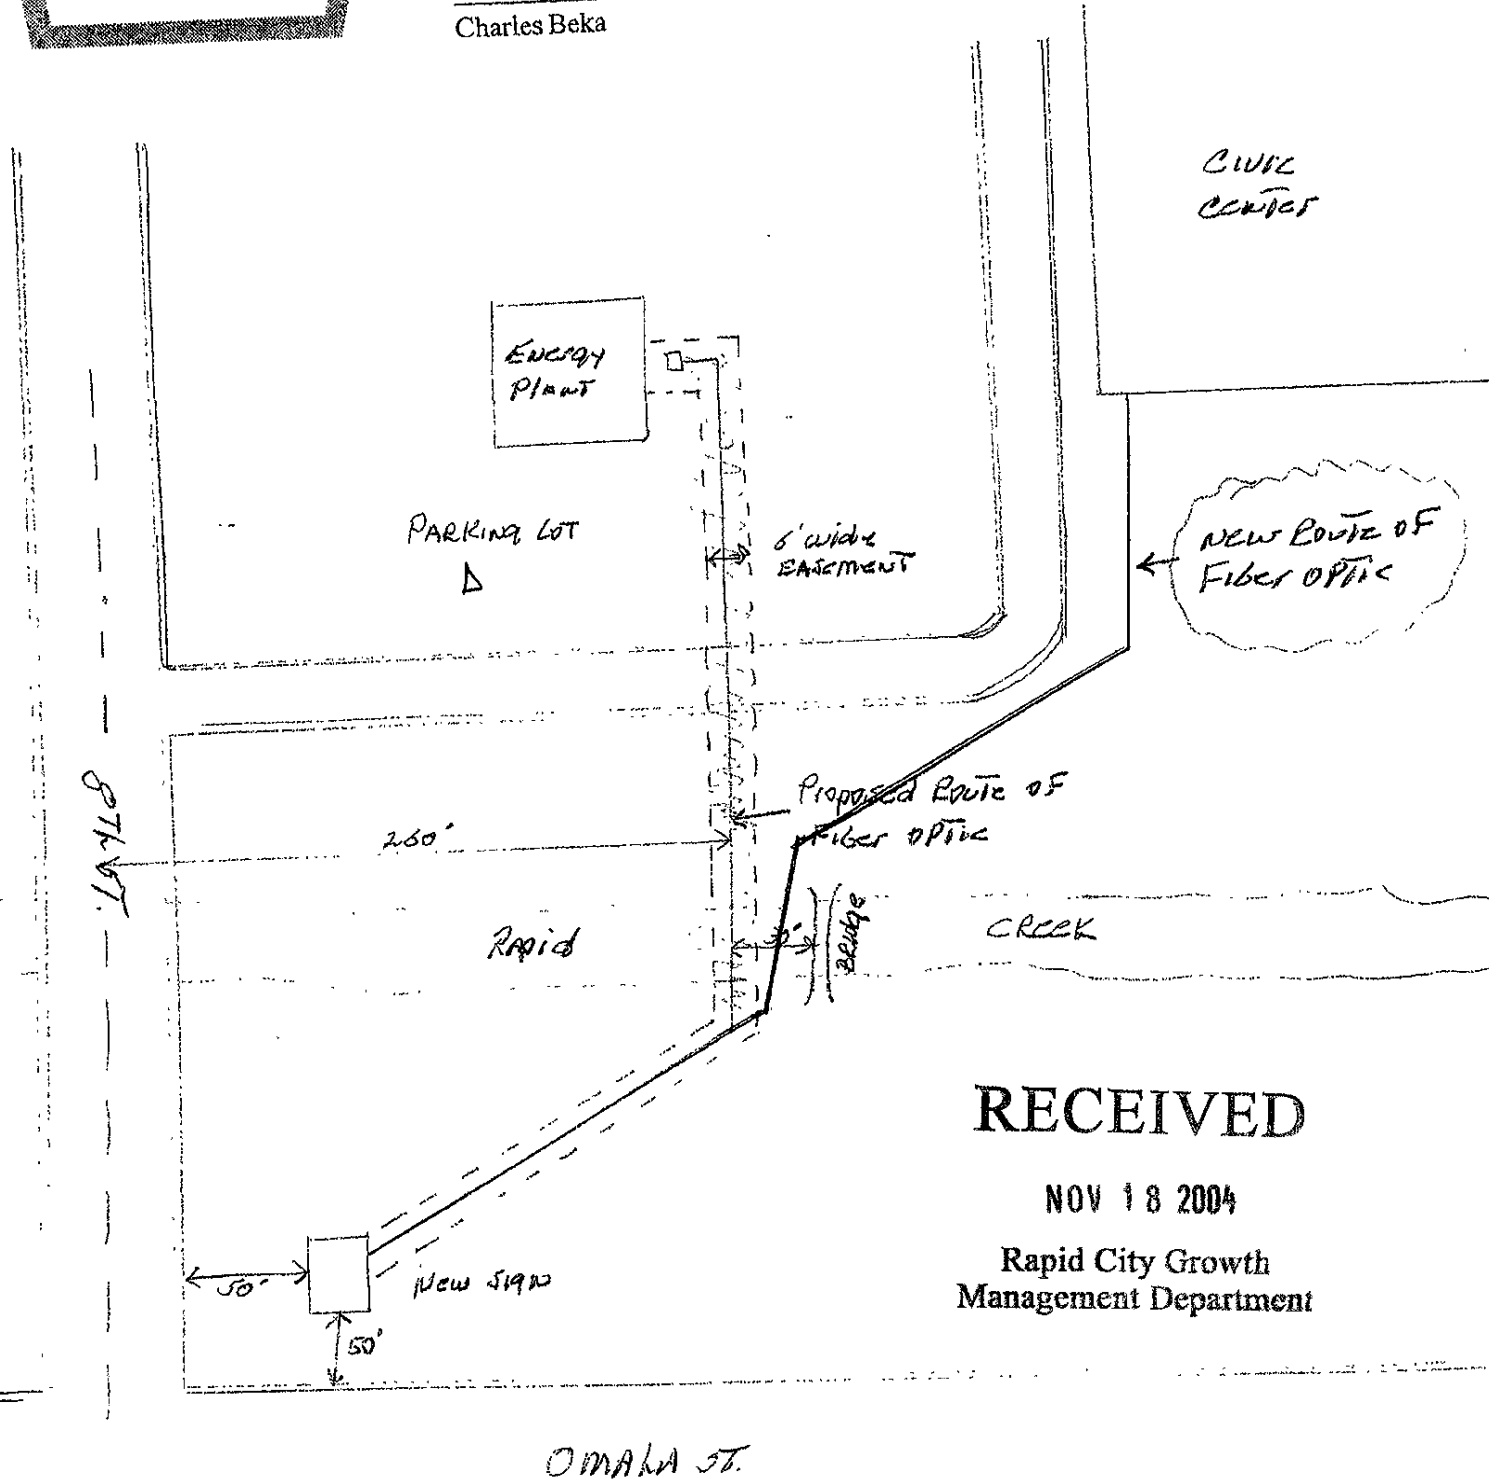 Charles Beka
CIVIC
CENTER
ENERGY
PLANT
PARKING LOT
6' wide
EASEMENT
NEW ROUTE OF
FIBER OPTIC
8TH ST.
260'
Proposed Route of
FIBER OPTIC
RAPID
30'
BRIDGE
CREEK
RECEIVED
NOV 18 2004
Rapid City Growth
Management Department
50'
NEW SIGN
50'
OMAHA ST.